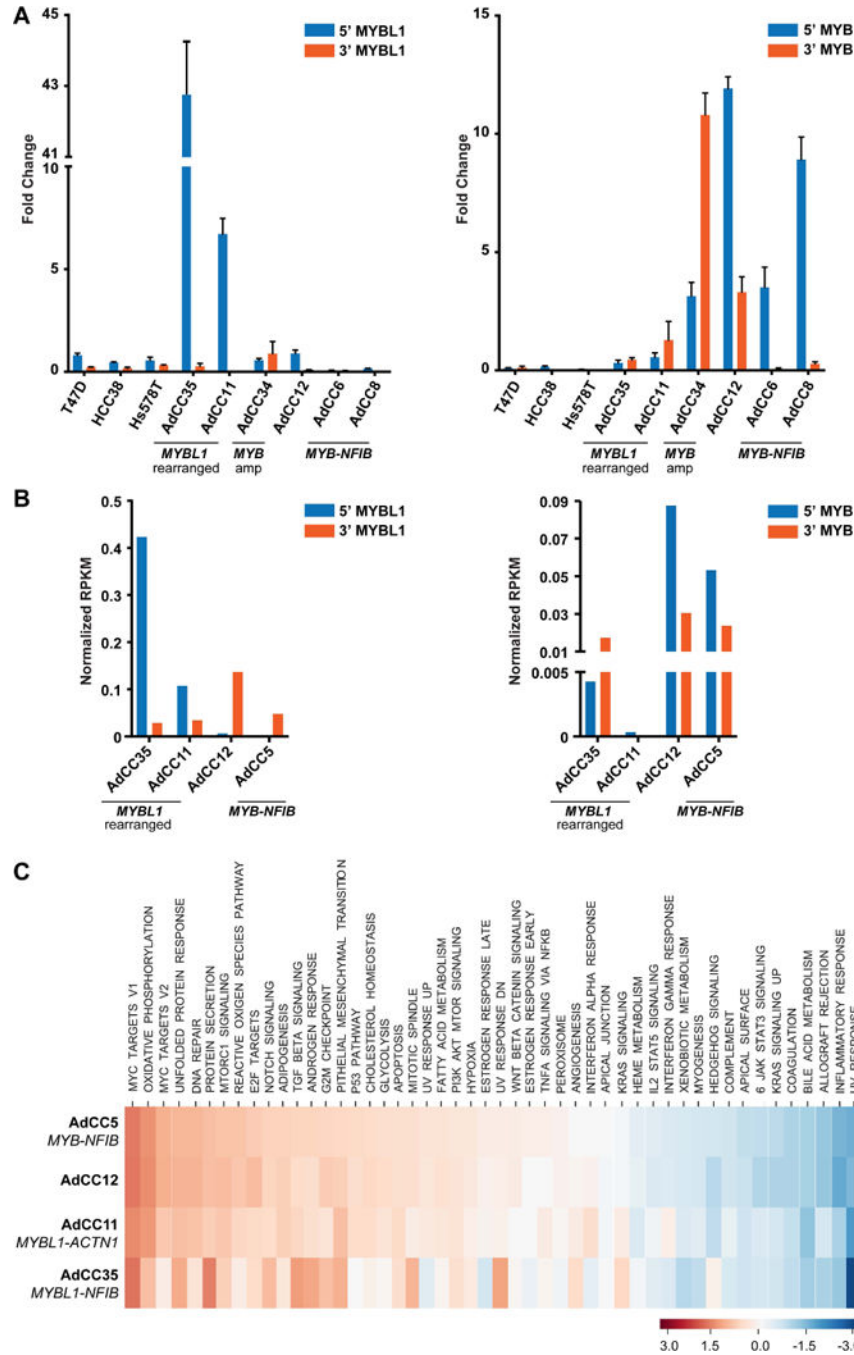 A
45
43
41
10
5
0
Fold Change
5' MYBL1
3' MYBL1
T47D
HCC38
Hs578T
AdCC35
AdCC11
AdCC34
AdCC12
AdCC6
AdCC8
MYBL1
rearranged
MYB
amp
MYB-NFIB
15
10
5
0
Fold Change
5' MYB
3' MYB
T47D
HCC38
Hs578T
AdCC35
AdCC11
AdCC34
AdCC12
AdCC6
AdCC8
MYBL1
rearranged
MYB
amp
MYB-NFIB
B
0.5
0.4
0.3
0.2
0.1
0
Normalized RPKM
5' MYBL1
3' MYBL1
AdCC35
AdCC11
AdCC12
AdCC5
MYBL1
rearranged
MYB-NFIB
0.09
0.07
0.05
0.03
0.01
0.005
0
Normalized RPKM
5' MYB
3' MYB
AdCC35
AdCC11
AdCC12
AdCC5
MYBL1
rearranged
MYB-NFIB
C
MYC TARGETS V1
OXIDATIVE PHOSPHORYLATION
MYC TARGETS V2
UNFOLDED PROTEIN RESPONSE
DNA REPAIR
PROTEIN SECRETION
MTORC1 SIGNALING
REACTIVE OXIGEN SPECIES PATHWAY
E2F TARGETS
NOTCH SIGNALING
ADIPOGENESIS
TGF BETA SIGNALING
ANDROGEN RESPONSE
G2M CHECKPOINT
PITHELIAL MESENCHYMAL TRANSITION
P53 PATHWAY
CHOLESTEROL HOMEOSTASIS
GLYCOLYSIS
APOPTOSIS
MITOTIC SPINDLE
UV RESPONSE UP
FATTY ACID METABOLISM
PI3K AKT MTOR SIGNALING
HYPOXIA
ESTROGEN RESPONSE LATE
UV RESPONSE DN
WNT BETA CATENIN SIGNALING
ESTROGEN RESPONSE EARLY
TNFA SIGNALING VIA NFKB
PEROXISOME
ANGIOGENESIS
INTERFERON ALPHA RESPONSE
APICAL JUNCTION
KRAS SIGNALING
HEME METABOLISM
IL2 STAT5 SIGNALING
INTERFERON GAMMA RESPONSE
XENOBIOTIC METABOLISM
MYOGENESIS
HEDGEHOG SIGNALING
COMPLEMENT
APICAL SURFACE
6 JAK STAT3 SIGNALING
KRAS SIGNALING UP
COAGULATION
BILE ACID METABOLISM
ALLOGRAFT REJECTION
INFLAMMATORY RESPONSE
UV RESPONSE
AdCC5
MYB-NFIB
AdCC12
AdCC11
MYBL1-ACTN1
AdCC35
MYBL1-NFIB
3.0 1.5 0.0 -1.5 -3.0